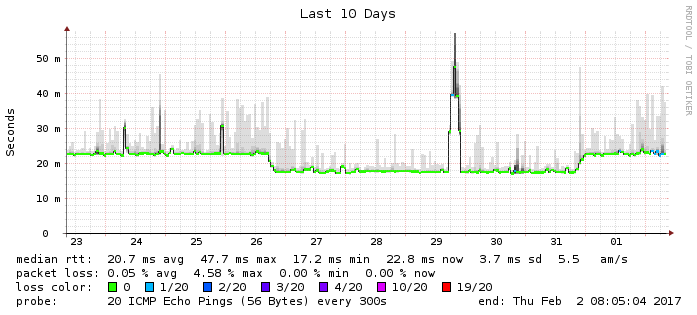 Last 10 Days
RRDTOOL / TOBI OETIKER
Seconds
50 m
40 m
30 m
20 m
10 m
0
23 24 25 26 27 28 29 30 31 01
median rtt: 20.7 ms avg 47.7 ms max 17.2 ms min 22.8 ms now 3.7 ms sd 5.5 am/s
packet loss: 0.05 % avg 4.58 % max 0.00 % min 0.00 % now
loss color: 0 1/20 2/20 3/20 4/20 10/20 19/20
probe: 20 ICMP Echo Pings (56 Bytes) every 300s end: Thu Feb 2 08:05:04 2017